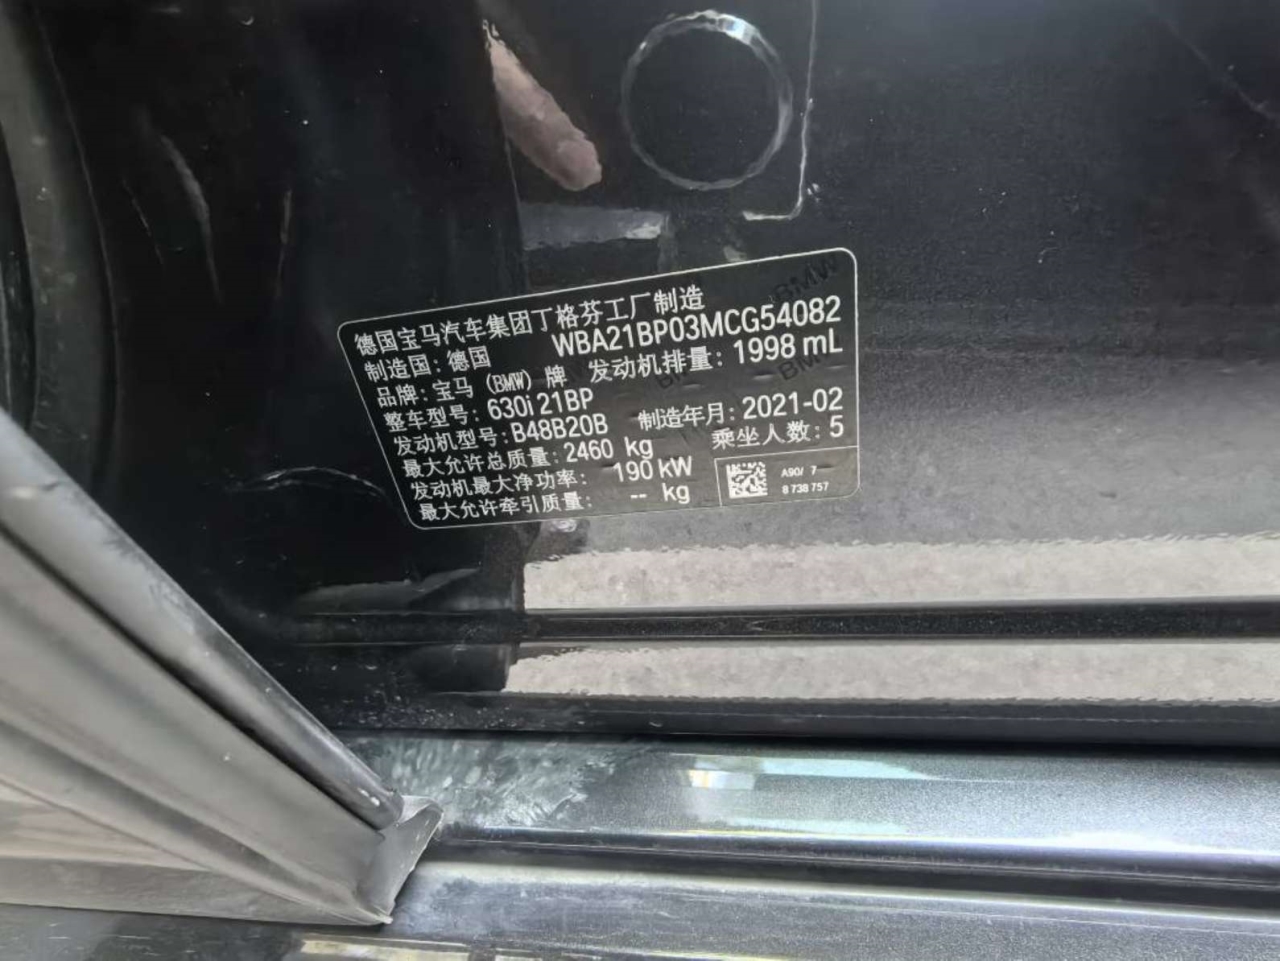 德国宝马汽车集团丁格芬工厂制造
制造国：德国 WBA21BP03MCG54082
品牌：宝马（BMW）牌 发动机排量：1998 mL
整车型号：630i 21BP
发动机型号：B48B20B 制造年月：2021-02
最大允许总质量：2460 kg 乘坐人数：5
发动机最大净功率： 190 kW
最大允许牵引质量： -- kg
A90/ 7
8 738 757
BMW